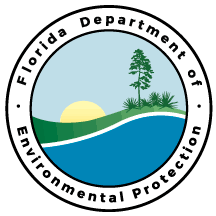 Florida Department of
Environmental Protection